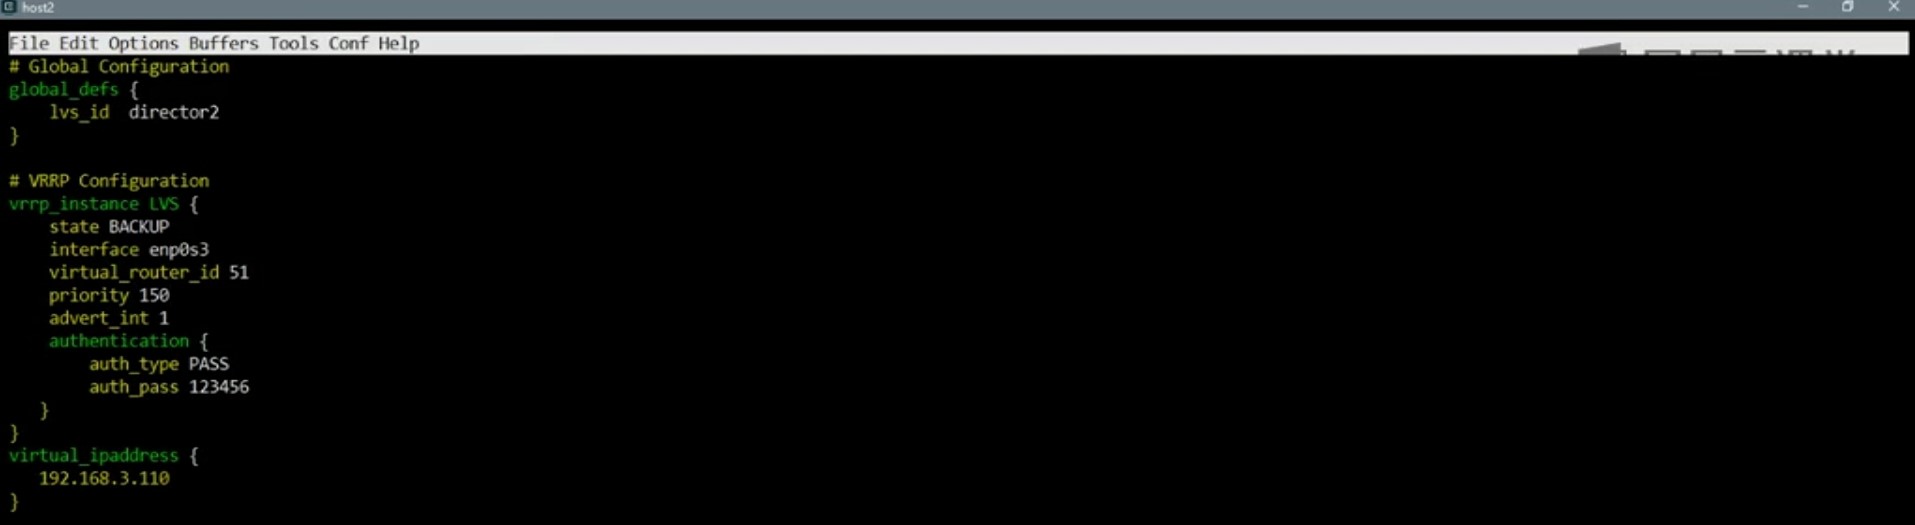 host2
File Edit Options Buffers Tools Conf Help
# Global Configuration
global_defs {
    lvs_id  director2
}

# VRRP Configuration
vrrp_instance LVS {
    state BACKUP
    interface enp0s3
    virtual_router_id 51
    priority 150
    advert_int 1
    authentication {
        auth_type PASS
        auth_pass 123456
   }
}
virtual_ipaddress {
   192.168.3.110
}